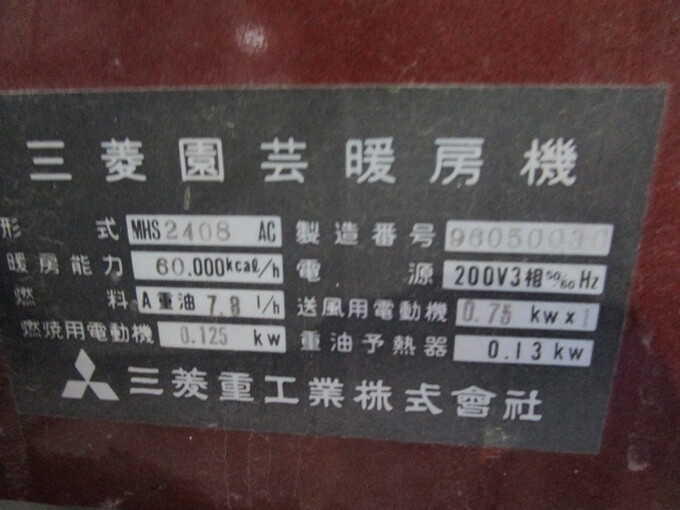 三菱園芸暖房機
形式 MHS2408 AC 製造番号 96050030
暖房能力 60.000kcal/h 電源 200V3相50/60Hz
燃料 A重油 7.8 l/h 送風用電動機 0.75 kw×1
燃焼用電動機 0.125 kw 重油予熱器 0.13kw
三菱重工業株式會社